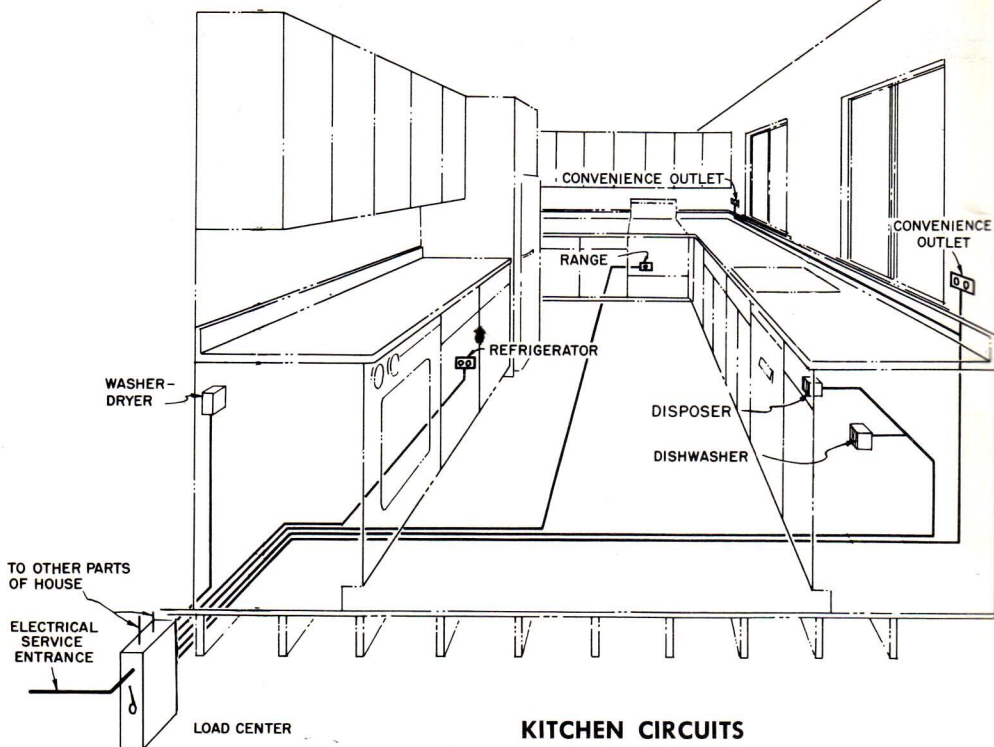 CONVENIENCE OUTLET
CONVENIENCE
OUTLET
RANGE
REFRIGERATOR
WASHER-
DRYER
DISPOSER
DISHWASHER
TO OTHER PARTS
OF HOUSE
ELECTRICAL
SERVICE
ENTRANCE
LOAD CENTER
KITCHEN CIRCUITS